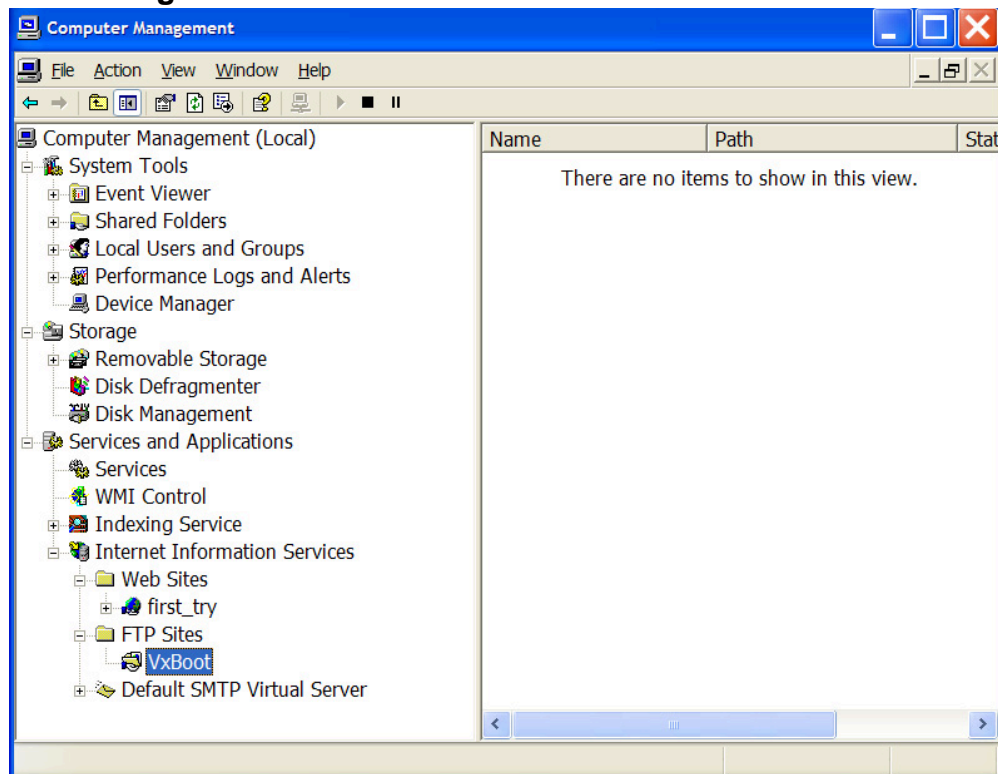 Computer Management
File Action View Window Help
Computer Management (Local)
System Tools
Event Viewer
Shared Folders
Local Users and Groups
Performance Logs and Alerts
Device Manager
Storage
Removable Storage
Disk Defragmenter
Disk Management
Services and Applications
Services
WMI Control
Indexing Service
Internet Information Services
Web Sites
first_try
FTP Sites
VxBoot
Default SMTP Virtual Server
Name Path Stat
There are no items to show in this view.